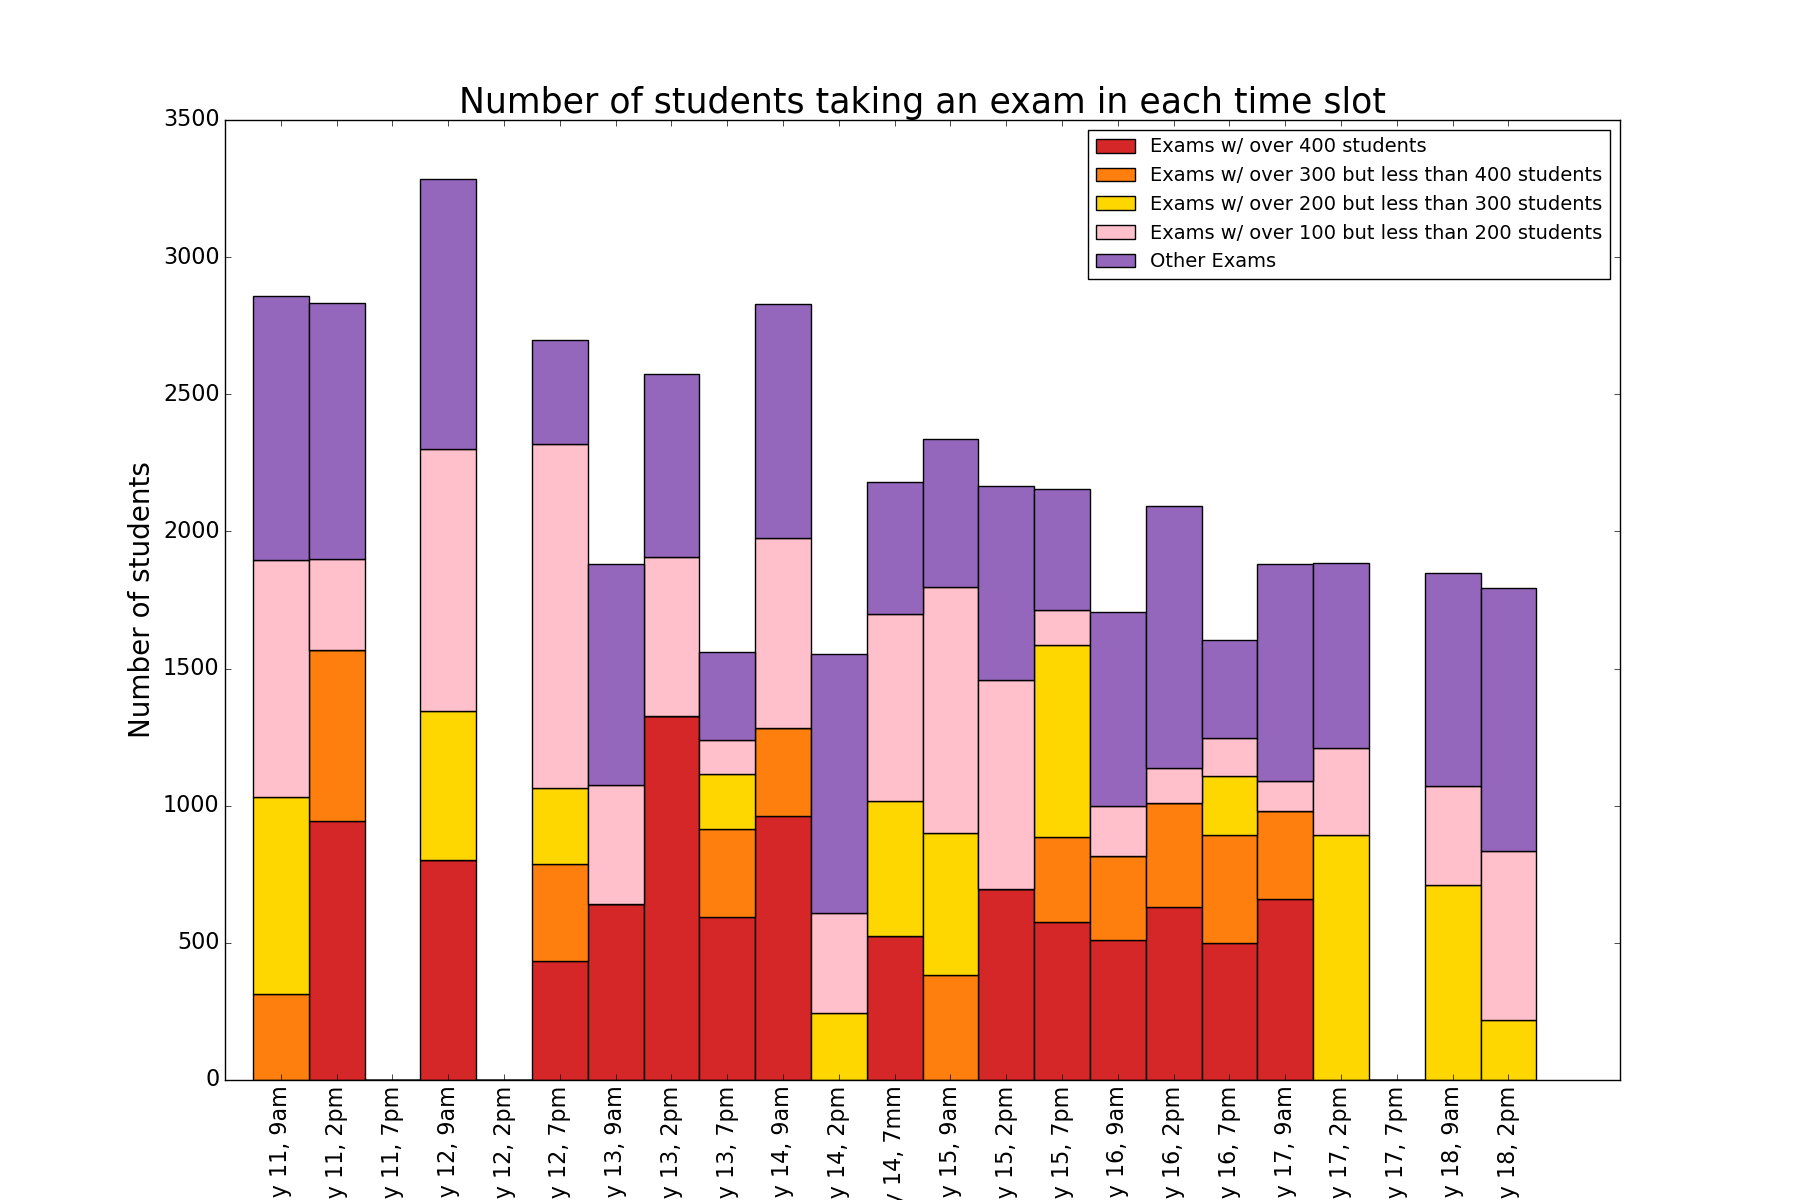 Number of students taking an exam in each time slot
Exams w/ over 400 students
Exams w/ over 300 but less than 400 students
Exams w/ over 200 but less than 300 students
Exams w/ over 100 but less than 200 students
Other Exams
Number of students
3500
3000
2500
2000
1500
1000
500
0
y 11, 9am
y 11, 2pm
y 11, 7pm
y 12, 9am
y 12, 2pm
y 12, 7pm
y 13, 9am
y 13, 2pm
y 13, 7pm
y 14, 9am
y 14, 2pm
y 14, 7mm
y 15, 9am
y 15, 2pm
y 15, 7pm
y 16, 9am
y 16, 2pm
y 16, 7pm
y 17, 9am
y 17, 2pm
y 17, 7pm
y 18, 9am
y 18, 2pm